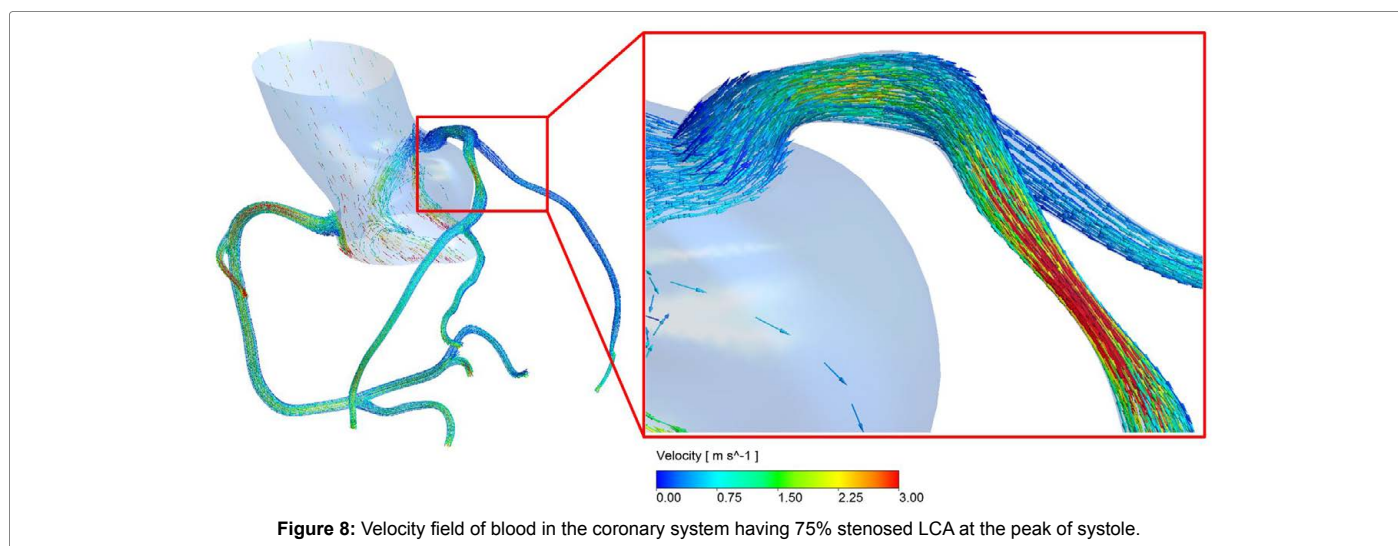 Velocity [ m s^-1 ]
0.00 0.75 1.50 2.25 3.00
Figure 8: Velocity field of blood in the coronary system having 75% stenosed LCA at the peak of systole.